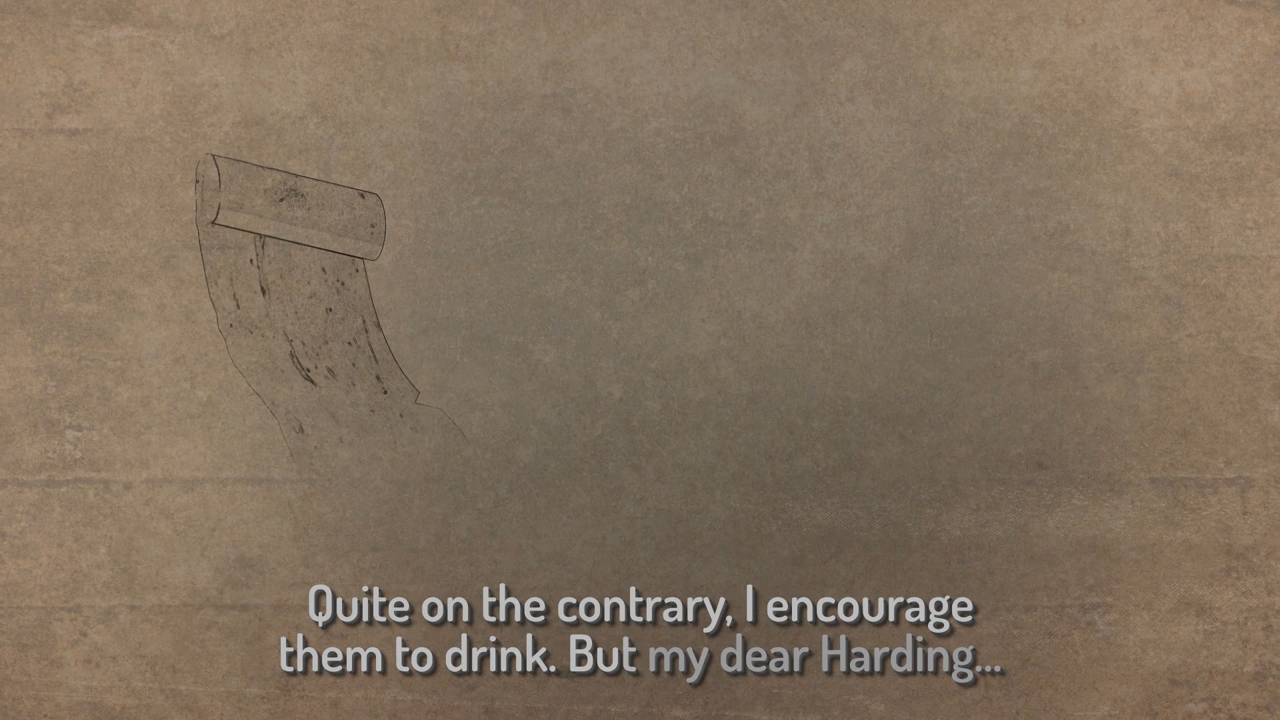 Quite on the contrary, I encourage
them to drink. But my dear Harding...